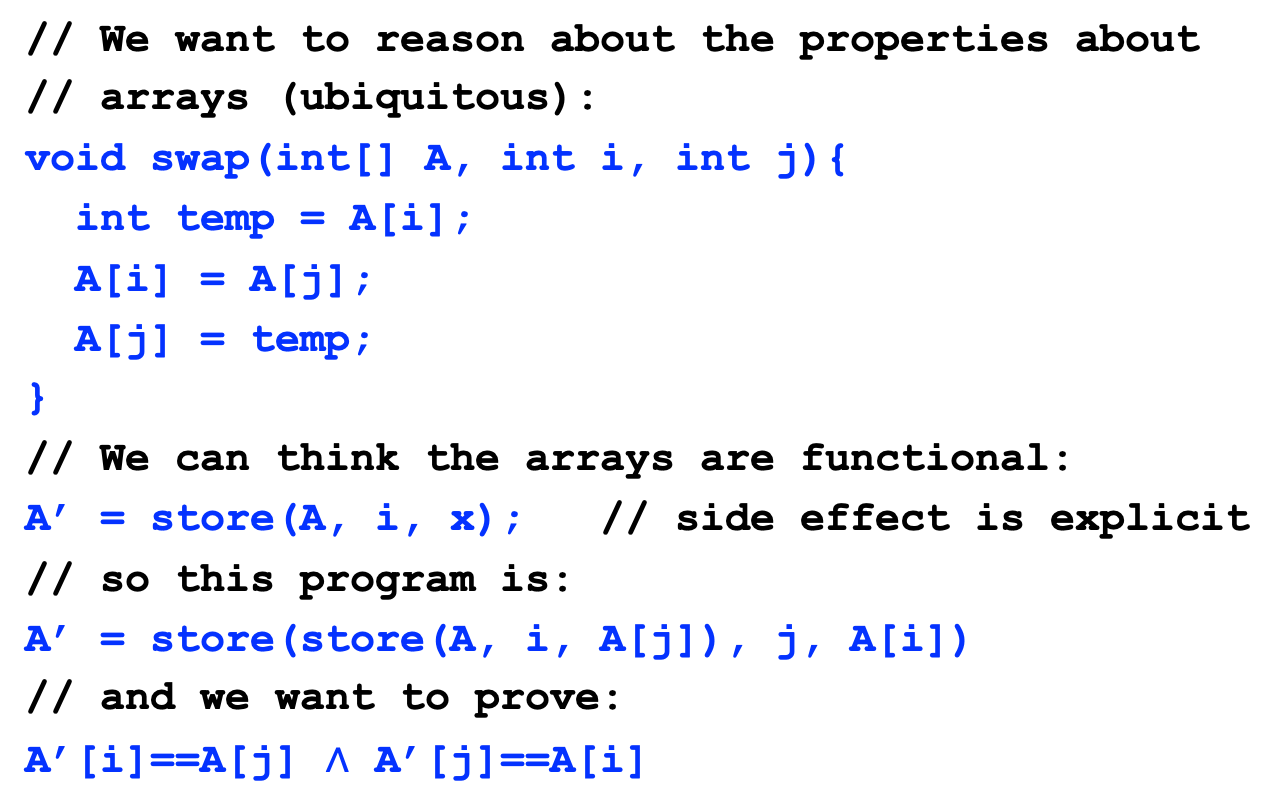 // We want to reason about the properties about
// arrays (ubiquitous):
void swap(int[] A, int i, int j){
  int temp = A[i];
  A[i] = A[j];
  A[j] = temp;
}
// We can think the arrays are functional:
A’ = store(A, i, x);   // side effect is explicit
// so this program is:
A’ = store(store(A, i, A[j]), j, A[i])
// and we want to prove:
A’[i]==A[j] ∧ A’[j]==A[i]